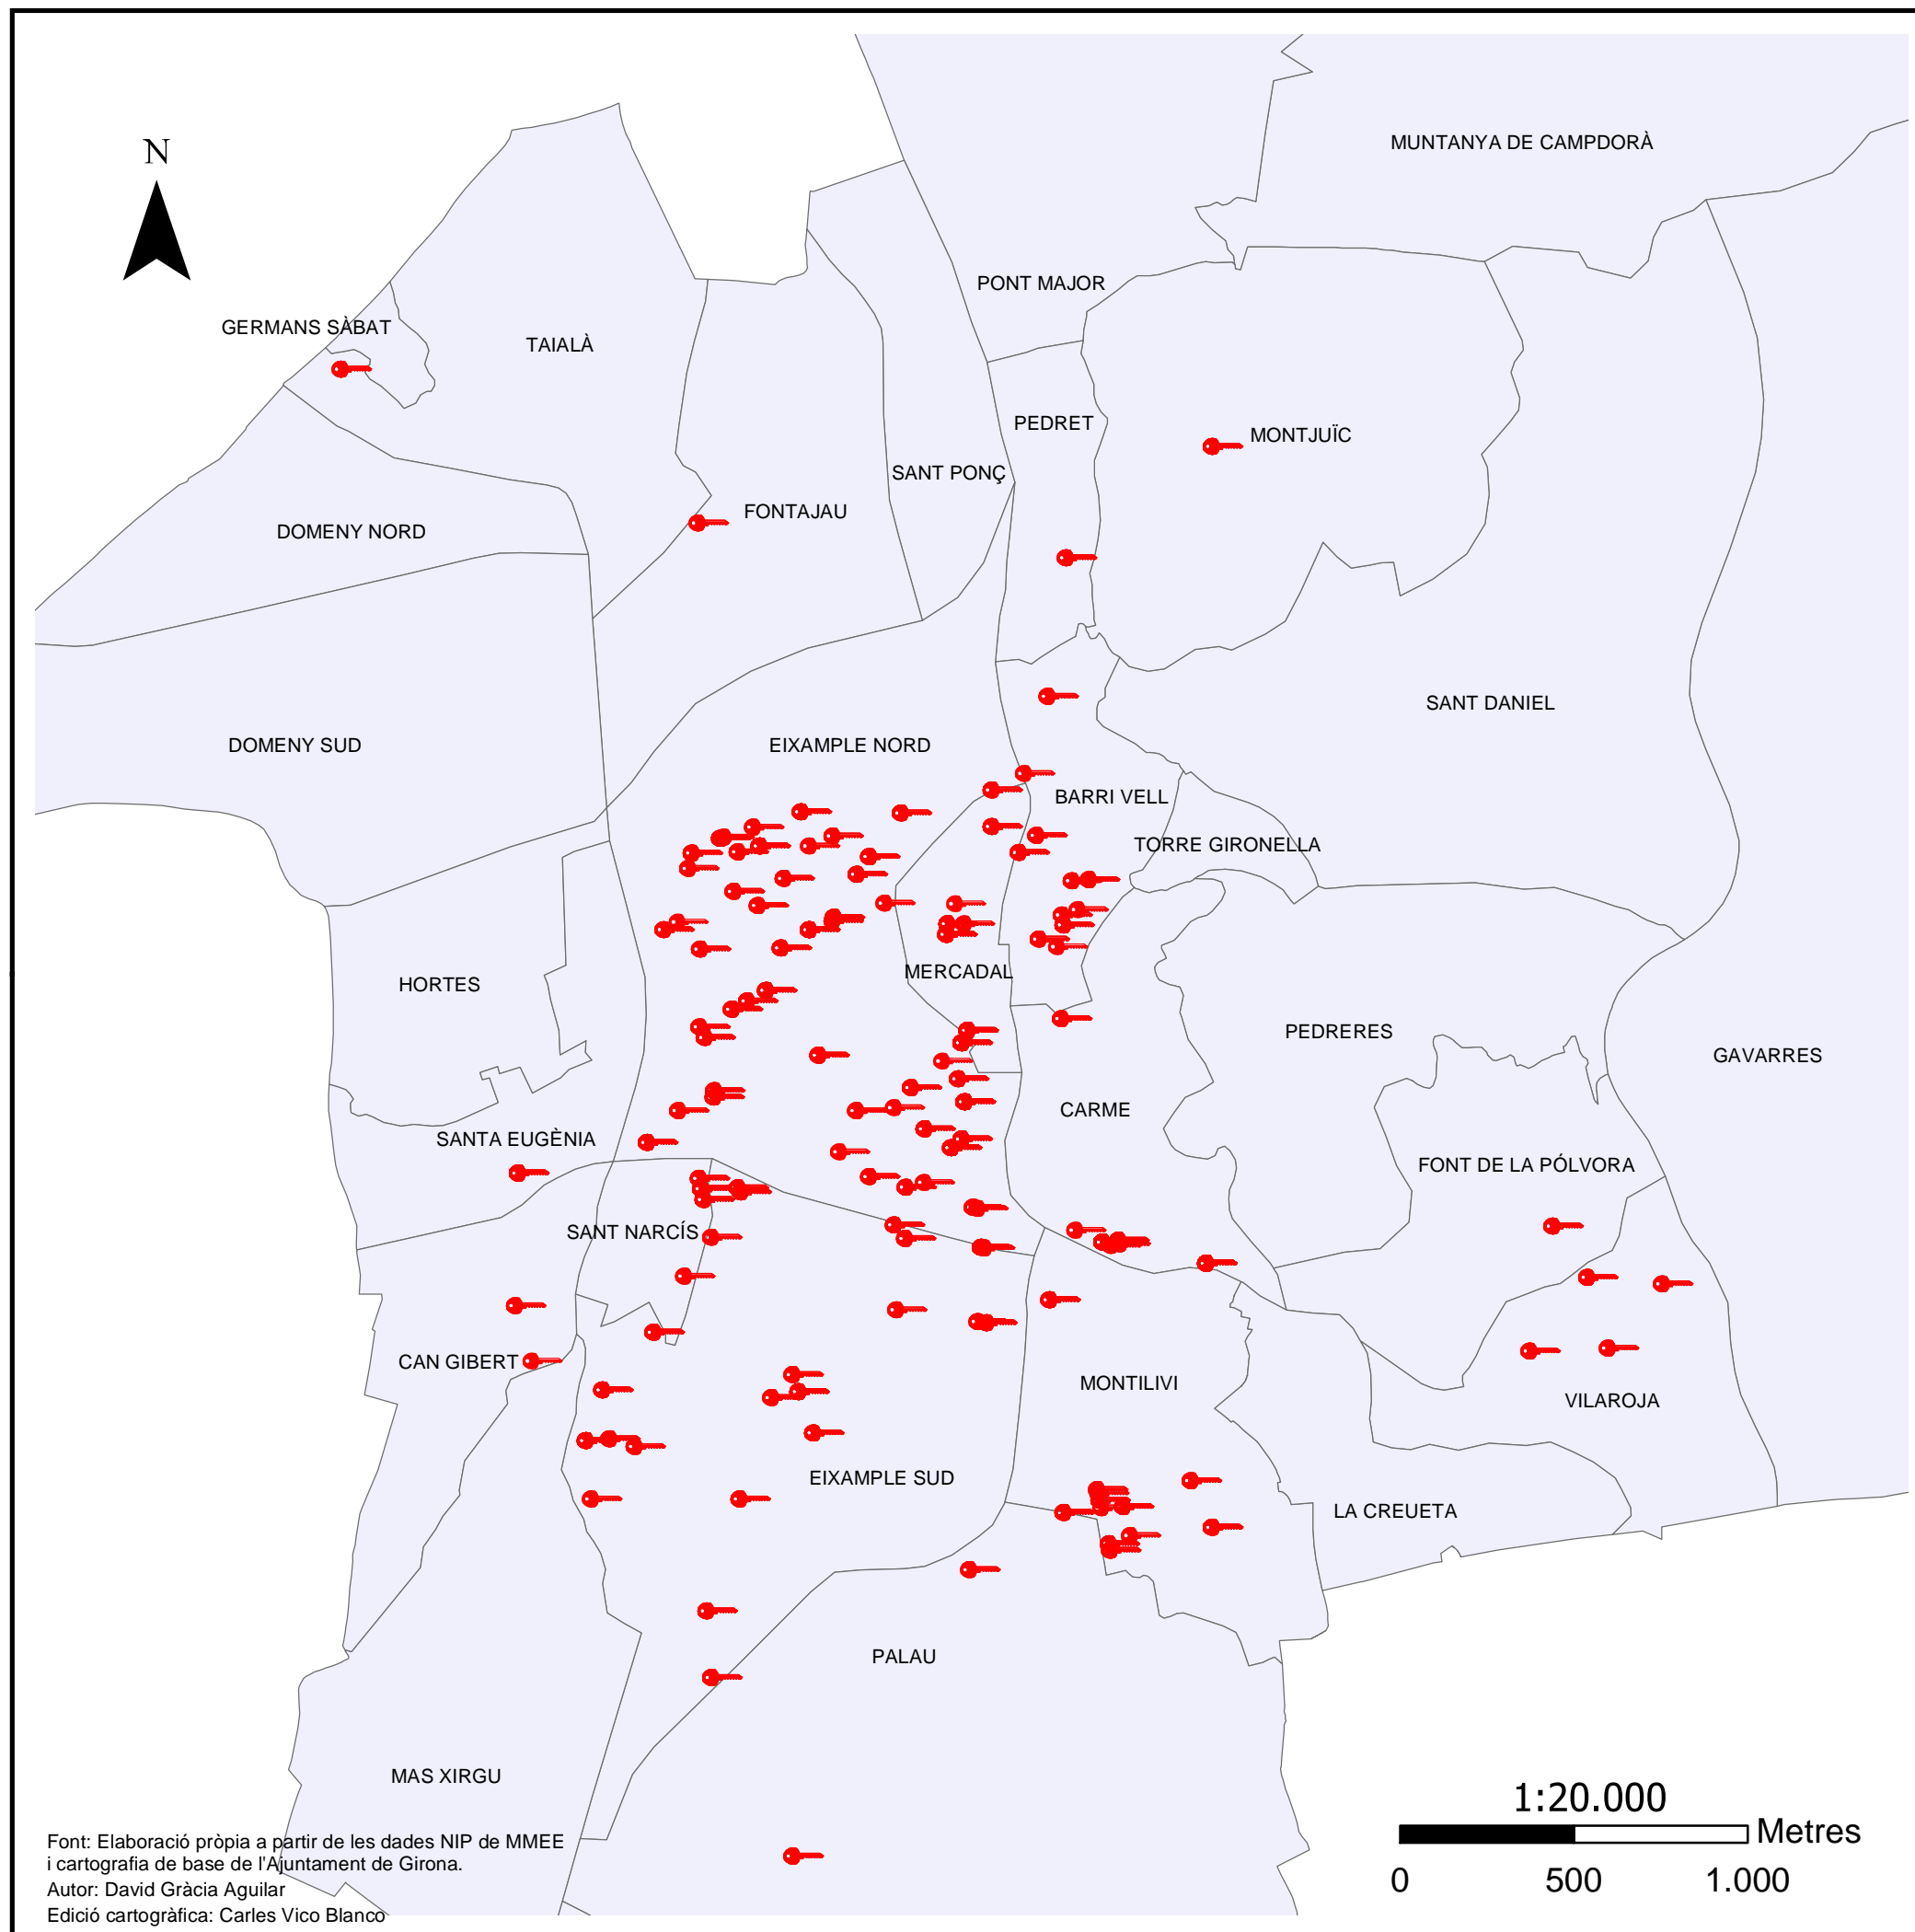 N
MUNTANYA DE CAMPDORÀ
PONT MAJOR
GERMANS SÀBAT
TAIALÀ
PEDRET
MONTJUÏC
SANT PONÇ
FONTAJAU
DOMENY NORD
SANT DANIEL
DOMENY SUD
EIXAMPLE NORD
BARRI VELL
TORRE GIRONELLA
MERCADAL
HORTES
PEDRERES
GAVARRES
CARME
SANTA EUGÈNIA
FONT DE LA PÓLVORA
SANT NARCÍS
CAN GIBERT
MONTILIVI
VILAROJA
EIXAMPLE SUD
LA CREUETA
PALAU
MAS XIRGU
1:20.000
Metres
0 500 1.000
Font: Elaboració pròpia a partir de les dades NIP de MMEE
i cartografia de base de l'Ajuntament de Girona.
Autor: David Gràcia Aguilar
Edició cartogràfica: Carles Vico Blanco